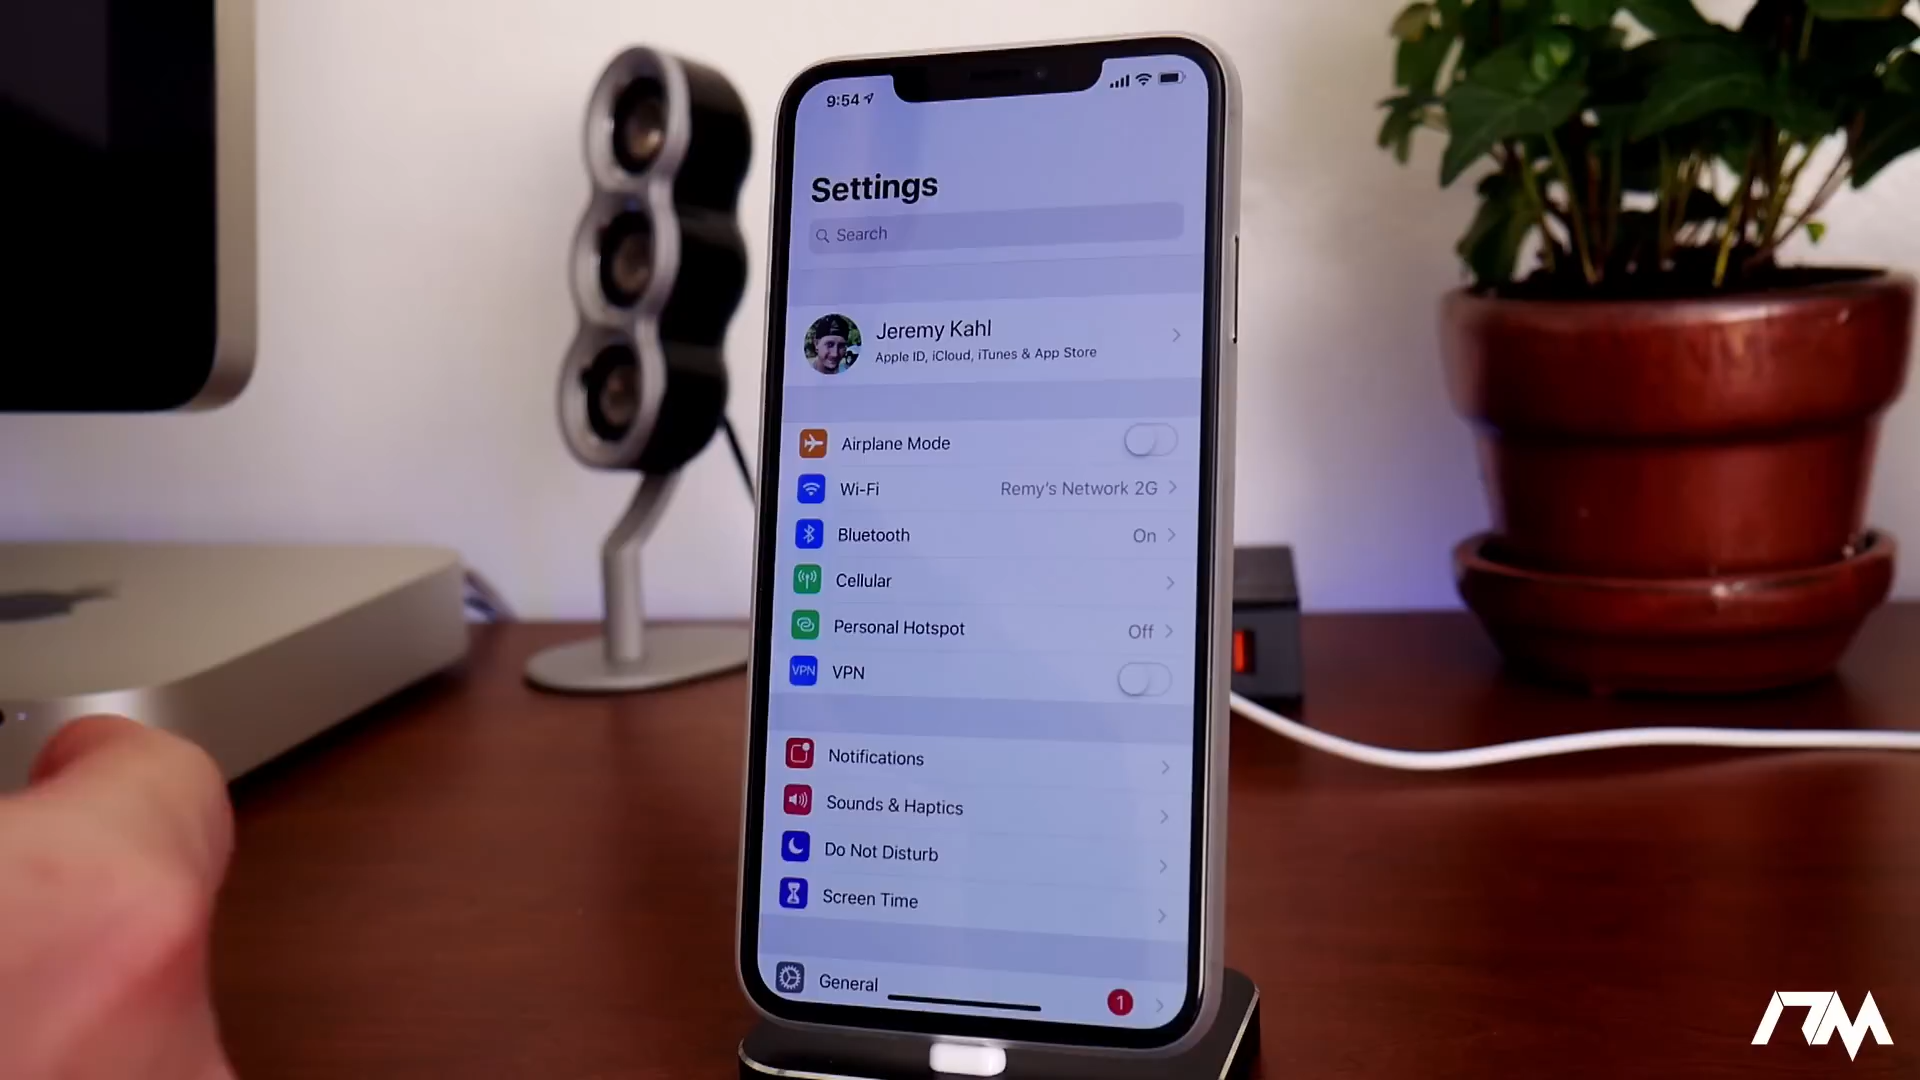 9:54
Settings
Search
Jeremy Kahl
Apple ID, iCloud, iTunes & App Store
Airplane Mode
Wi-Fi Remy's Network 2G
Bluetooth On
Cellular
Personal Hotspot Off
VPN VPN
Notifications
Sounds & Haptics
Do Not Disturb
Screen Time
General 1